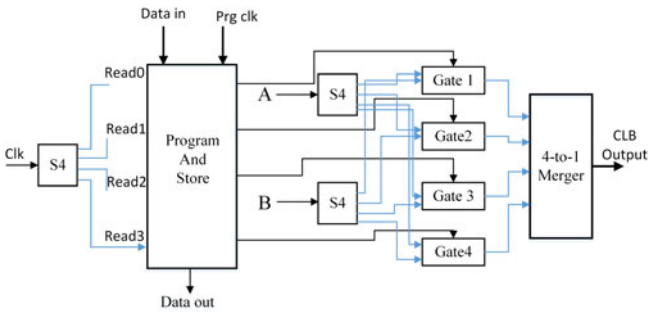 Data in
Prg clk
Read0
Read1
Read2
Read3
Clk
S4
Program
And
Store
Data out
A
S4
B
S4
Gate 1
Gate2
Gate 3
Gate4
4-to-1
Merger
CLB
Output